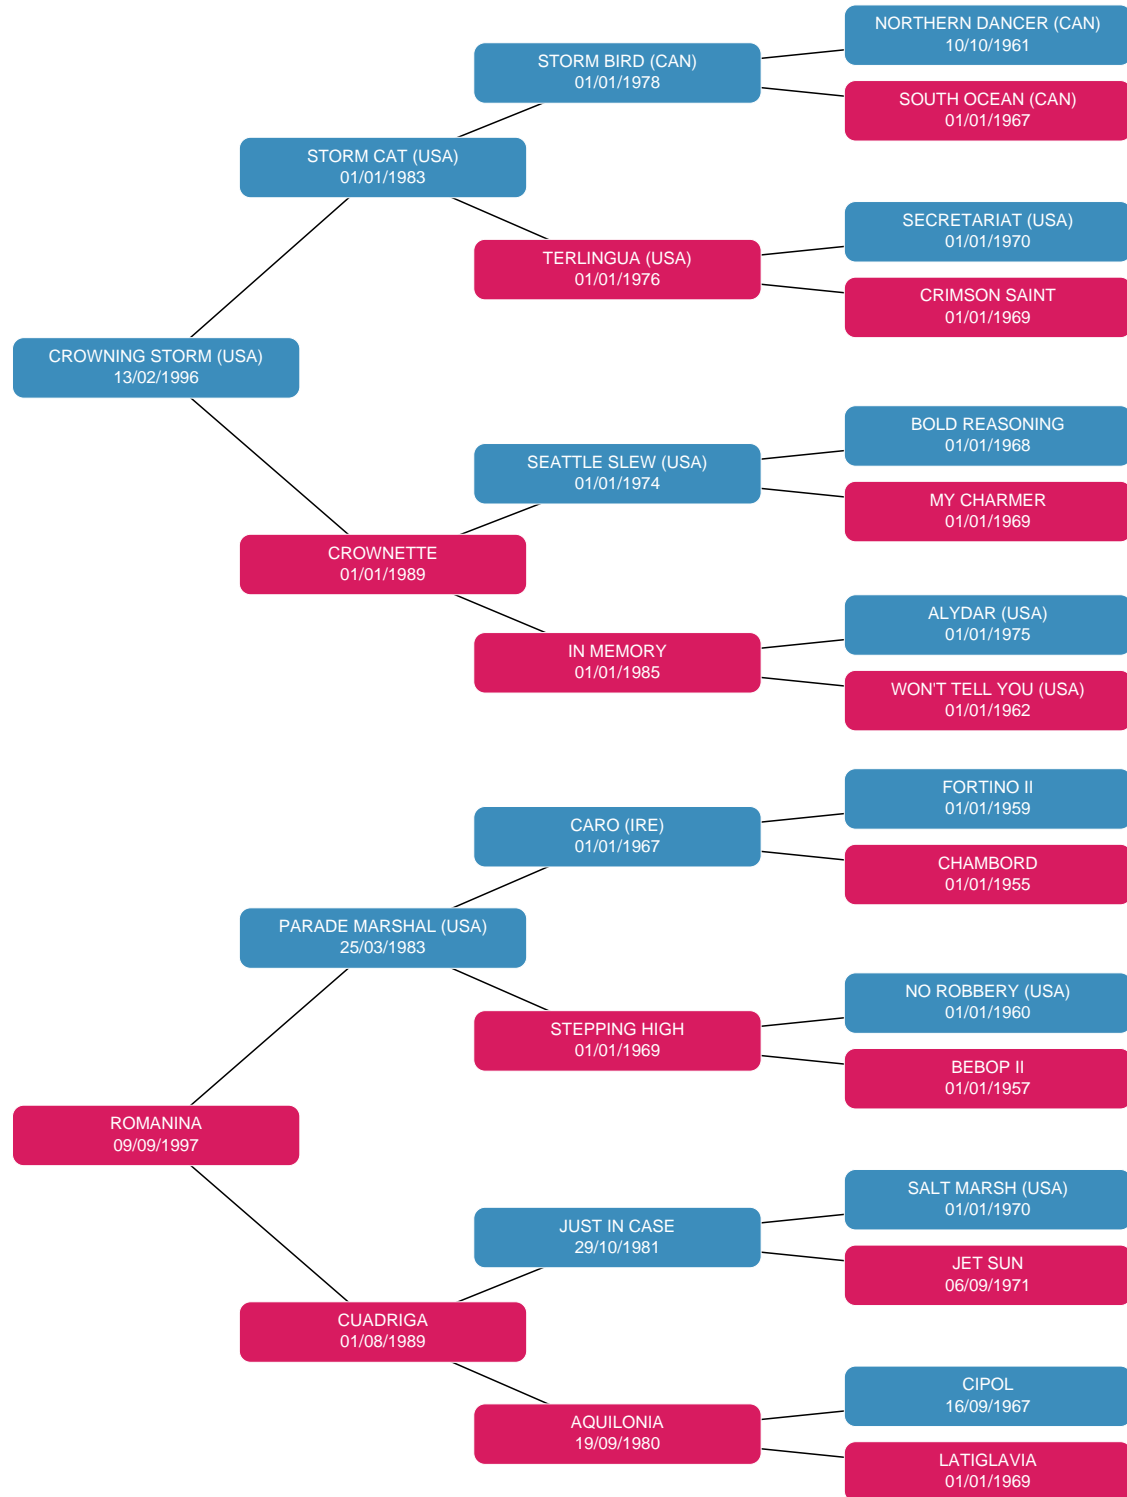 NORTHERN DANCER (CAN)
10/10/1961
STORM BIRD (CAN)
01/01/1978
SOUTH OCEAN (CAN)
01/01/1967
STORM CAT (USA)
01/01/1983
SECRETARIAT (USA)
01/01/1970
TERLINGUA (USA)
01/01/1976
CRIMSON SAINT
01/01/1969
CROWNING STORM (USA)
13/02/1996
BOLD REASONING
01/01/1968
SEATTLE SLEW (USA)
01/01/1974
MY CHARMER
01/01/1969
CROWNETTE
01/01/1989
ALYDAR (USA)
01/01/1975
IN MEMORY
01/01/1985
WON'T TELL YOU (USA)
01/01/1962
FORTINO II
01/01/1959
CARO (IRE)
01/01/1967
CHAMBORD
01/01/1955
PARADE MARSHAL (USA)
25/03/1983
NO ROBBERY (USA)
01/01/1960
STEPPING HIGH
01/01/1969
BEBOP II
01/01/1957
ROMANINA
09/09/1997
SALT MARSH (USA)
01/01/1970
JUST IN CASE
29/10/1981
JET SUN
06/09/1971
CUADRIGA
01/08/1989
CIPOL
16/09/1967
AQUILONIA
19/09/1980
LATIGLAVIA
01/01/1969